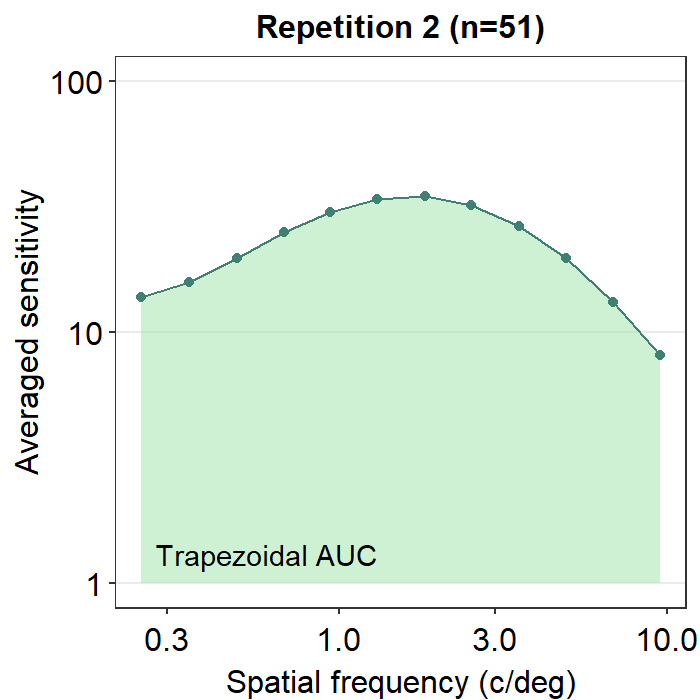 Repetition 2 (n=51)
Averaged sensitivity
100
10
1
Trapezoidal AUC
0.3 1.0 3.0 10.0
Spatial frequency (c/deg)